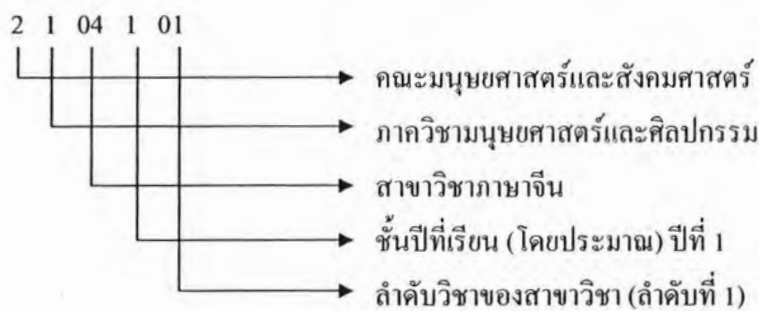 2 1 04 1 01
คณะมนุษยศาสตร์และสังคมศาสตร์
ภาควิชามนุษยศาสตร์และศิลปกรรม
สาขาวิชาภาษาจีน
ชั้นปีที่เรียน (โดยประมาณ) ปีที่ 1
ลำดับวิชาของสาขาวิชา (ลำดับที่ 1)